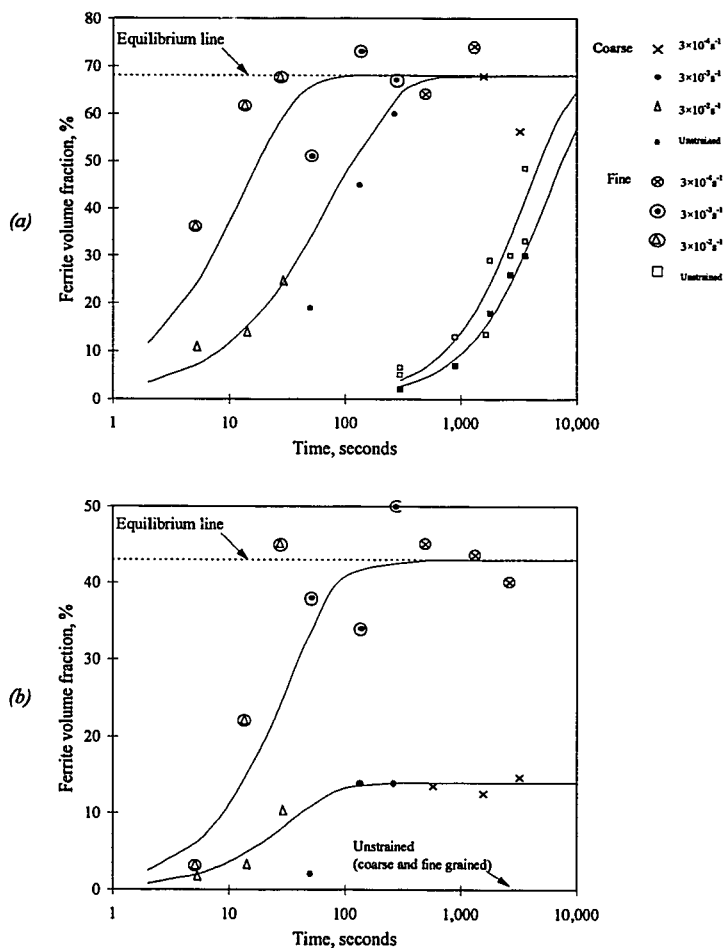 (a)
Ferrite volume fraction, %
80
70
60
50
40
30
20
10
0
Equilibrium line
1
10
100
1,000
10,000
Time, seconds
Coarse
3×10⁻⁴s⁻¹
3×10⁻³s⁻¹
3×10⁻²s⁻¹
Unstrained
Fine
3×10⁻⁴s⁻¹
3×10⁻³s⁻¹
3×10⁻²s⁻¹
Unstrained
(b)
Ferrite volume fraction, %
50
40
30
20
10
0
Equilibrium line
Unstrained
(coarse and fine grained)
1
10
100
1,000
10,000
Time, seconds